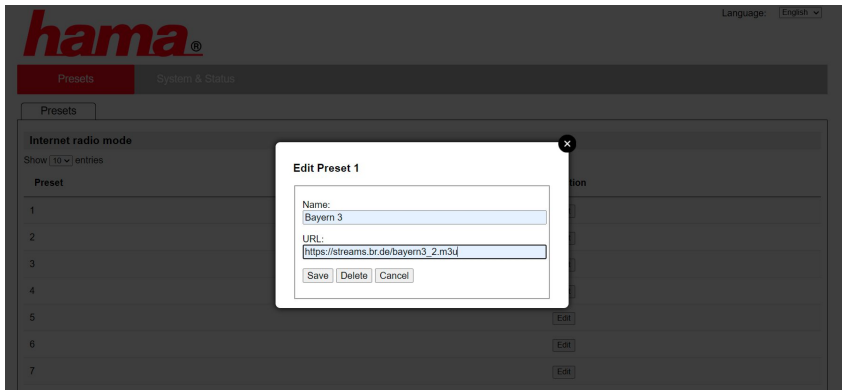 Language: English
hama®
Presets System & Status
Presets
Internet radio mode
Show 10 entries
Preset
1
2
3
4
5 Edit
6 Edit
7 Edit
Edit Preset 1
Name:
Bayern 3
URL:
https://streams.br.de/bayern3_2.m3u
Save Delete Cancel